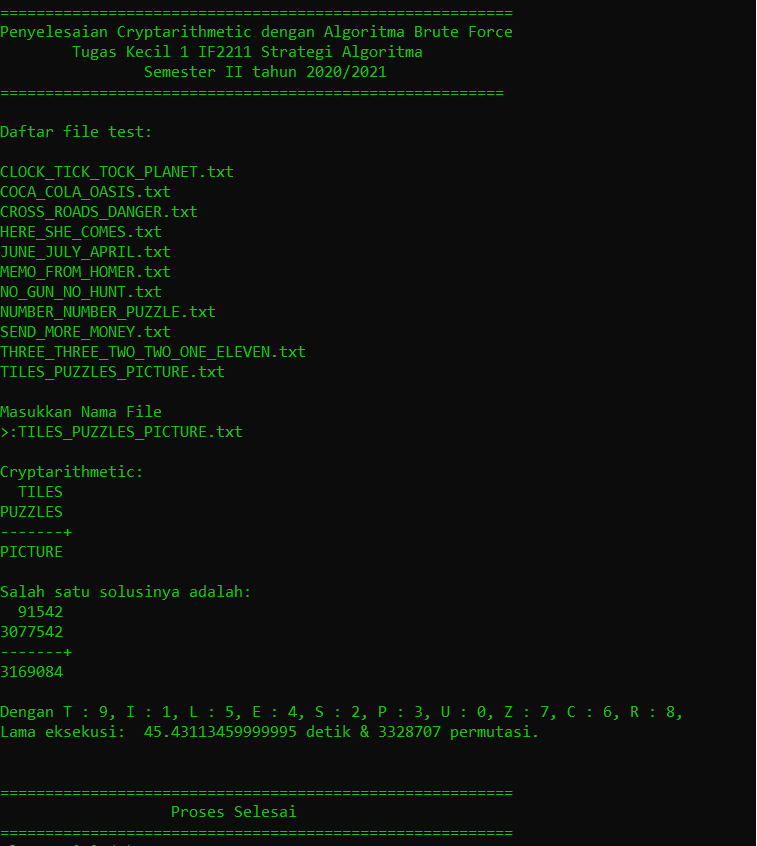 =========================================================
Penyelesaian Cryptarithmetic dengan Algoritma Brute Force
        Tugas Kecil 1 IF2211 Strategi Algoritma
                Semester II tahun 2020/2021
========================================================
Daftar file test:
CLOCK_TICK_TOCK_PLANET.txt
COCA_COLA_OASIS.txt
CROSS_ROADS_DANGER.txt
HERE_SHE_COMES.txt
JUNE_JULY_APRIL.txt
MEMO_FROM_HOMER.txt
NO_GUN_NO_HUNT.txt
NUMBER_NUMBER_PUZZLE.txt
SEND_MORE_MONEY.txt
THREE_THREE_TWO_TWO_ONE_ELEVEN.txt
TILES_PUZZLES_PICTURE.txt
Masukkan Nama File
>:TILES_PUZZLES_PICTURE.txt
Cryptarithmetic:
  TILES
PUZZLES
-------+
PICTURE
Salah satu solusinya adalah:
  91542
3077542
-------+
3169084
Dengan T : 9, I : 1, L : 5, E : 4, S : 2, P : 3, U : 0, Z : 7, C : 6, R : 8,
Lama eksekusi:  45.43113459999995 detik & 3328707 permutasi.
=========================================================
                   Proses Selesai
=========================================================